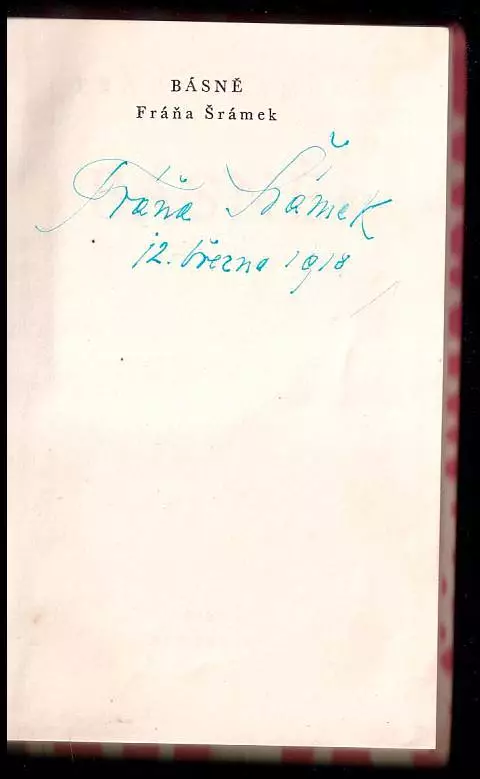 BÁSNĚ
Fráňa Šrámek
Fráňa Šrámek
12. března 1918